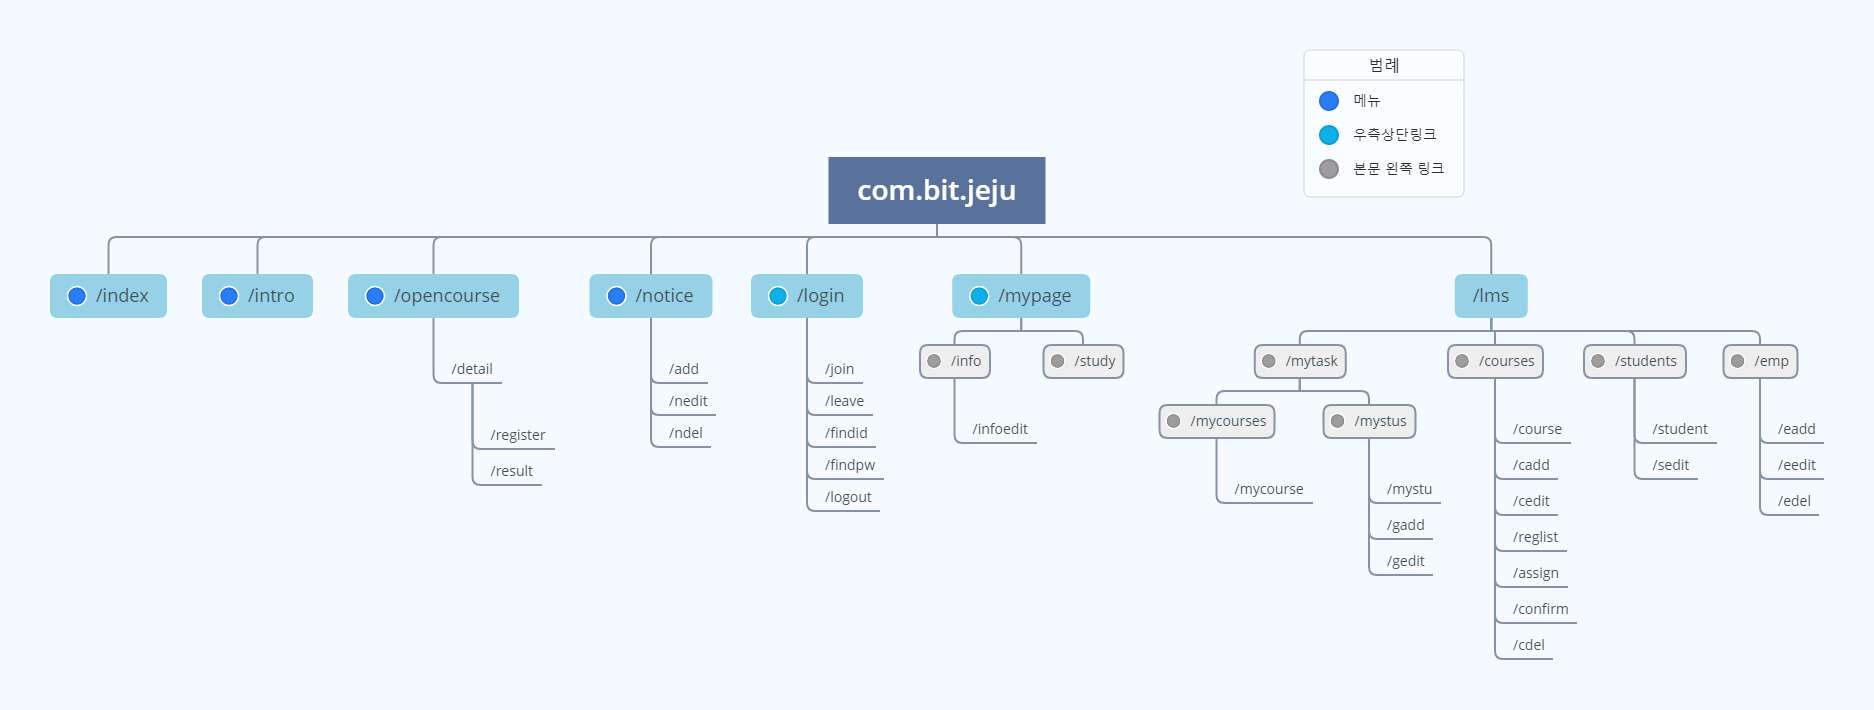 범례
메뉴
우측상단링크
본문 왼쪽 링크
com.bit.jeju
/index
/intro
/opencourse
/detail
/register
/result
/notice
/add
/nedit
/ndel
/login
/join
/leave
/findid
/findpw
/logout
/mypage
/info
/infoedit
/study
/lms
/mytask
/mycourses
/mycourse
/mystus
/mystu
/gadd
/gedit
/courses
/course
/cadd
/cedit
/reglist
/assign
/confirm
/cdel
/students
/student
/sedit
/emp
/eadd
/eedit
/edel